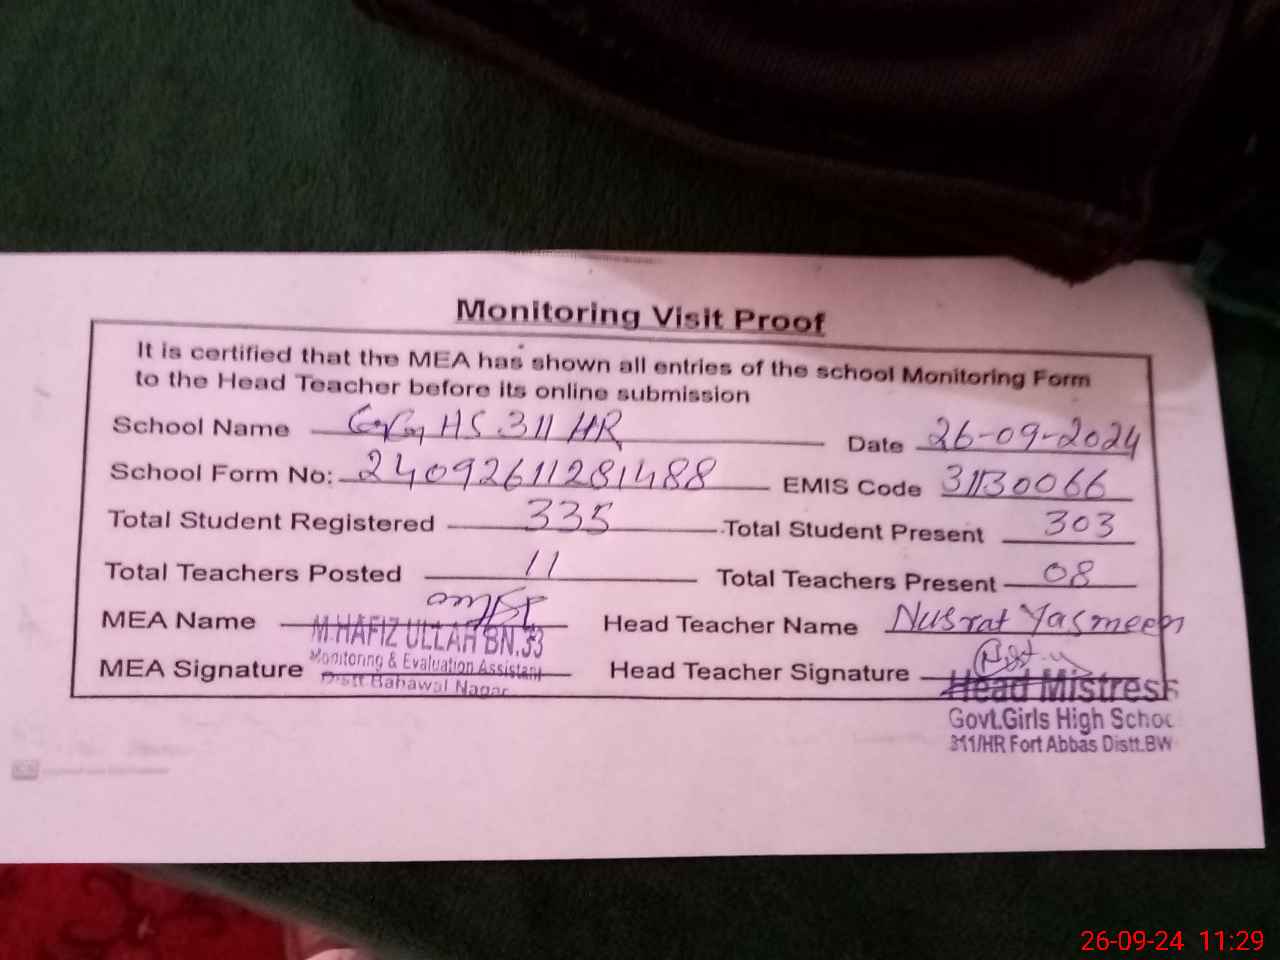 Monitoring Visit Proof
It is certified that the MEA has shown all entries of the school Monitoring Form
to the Head Teacher before its online submission
School Name GGHS 311 HR Date 26-09-2024
School Form No: 24092611281488 EMIS Code 31130066
Total Student Registered 335 Total Student Present 303
Total Teachers Posted 11 Total Teachers Present 08
MEA Name Head Teacher Name Nusrat Yasmeen
M.HAFIZ ULLAH BN.33
Monitoring & Evaluation Assistant
MEA Signature Head Teacher Signature
Distt Bahawal Nagar
Head Mistress
Govt.Girls High Schoo
311/HR Fort Abbas Distt.BW
26-09-24 11:29